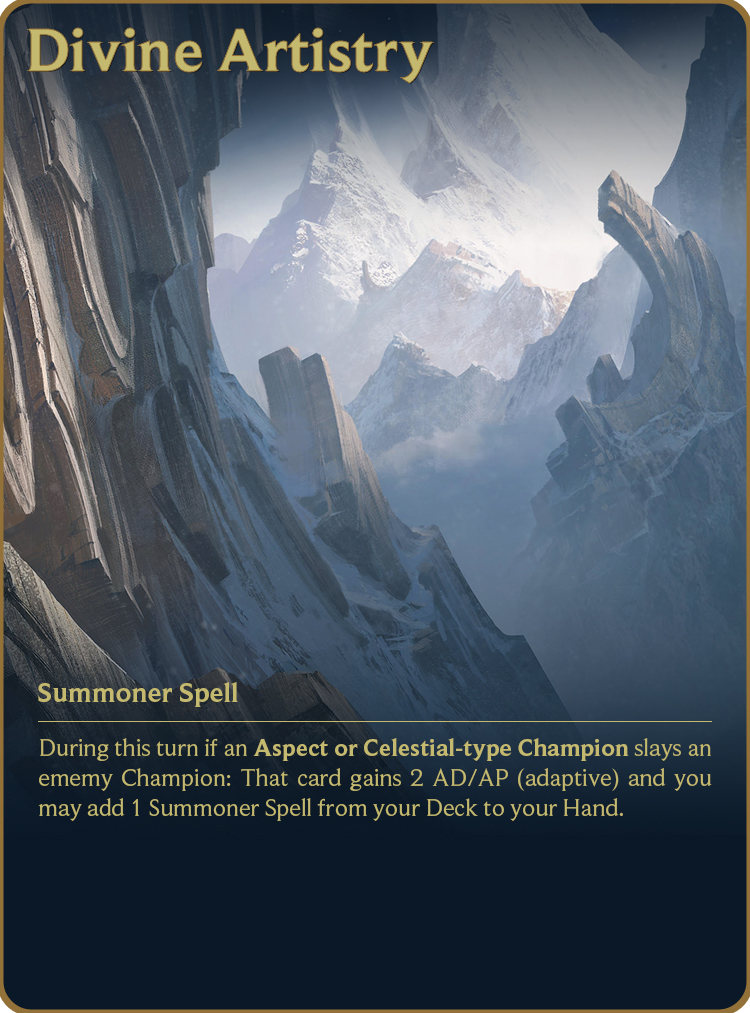 Divine Artistry
Summoner Spell
During this turn if an Aspect or Celestial-type Champion slays an
ememy Champion: That card gains 2 AD/AP (adaptive) and you
may add 1 Summoner Spell from your Deck to your Hand.